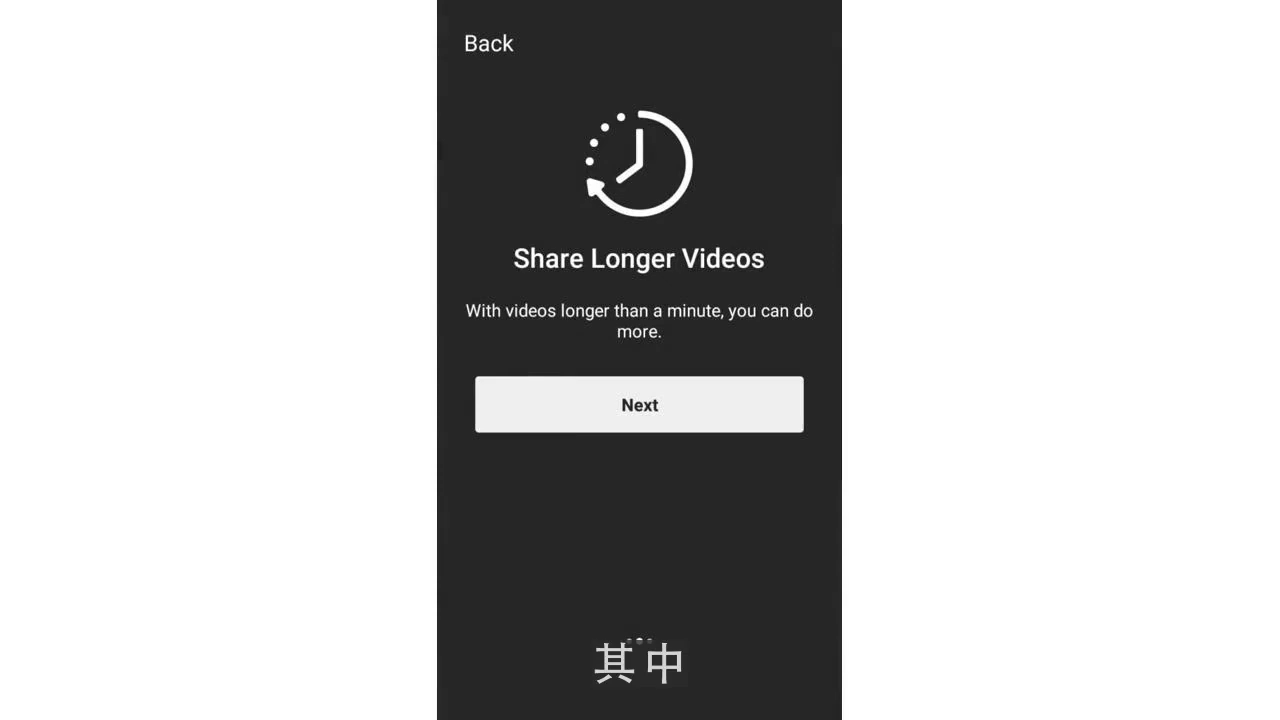 Back
Share Longer Videos
With videos longer than a minute, you can do
more.
Next
其中